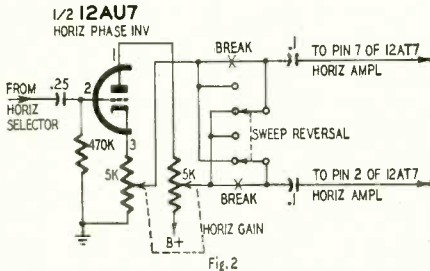 1/2 12AU7
HORIZ PHASE INV
1
BREAK
.1
TO PIN 7 OF 12AT7
HORIZ AMPL
FROM
HORIZ
SELECTOR
.25
2
SWEEP REVERSAL
470K
3
5K
5K
BREAK
.1
TO PIN 2 OF 12AT7
HORIZ AMPL
HORIZ GAIN
B+
Fig. 2